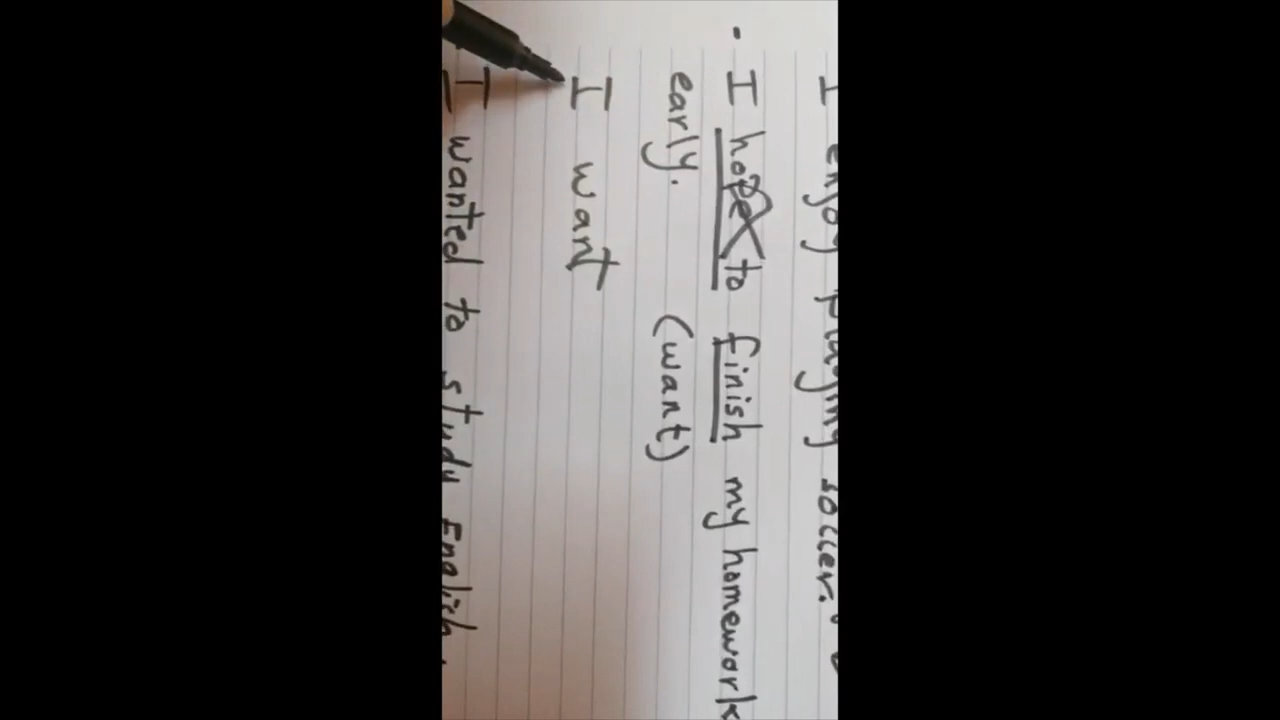 I enjoy playing soccer.
- I hope to finish my homework
early. (want)
I want
I wanted to study English.